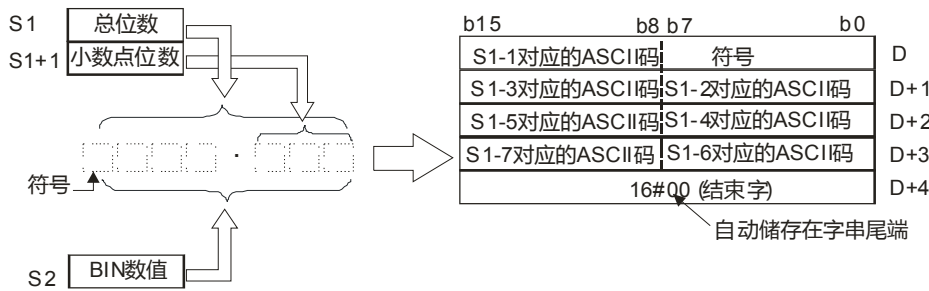 S1 总位数
S1+1 小数点位数
符号
S2 BIN数值
b15 b8 b7 b0
S1-1对应的ASCII码 符号 D
S1-3对应的ASCII码 S1-2对应的ASCII码 D+1
S1-5对应的ASCII码 S1-4对应的ASCII码 D+2
S1-7对应的ASCII码 S1-6对应的ASCII码 D+3
16#00 (结束字) D+4
自动储存在字串尾端